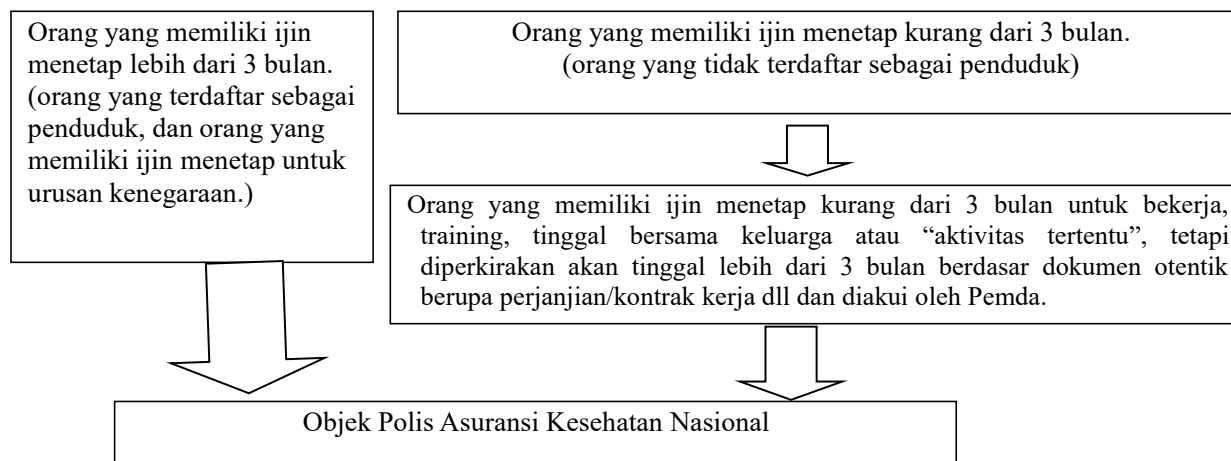 Orang yang memiliki ijin
menetap lebih dari 3 bulan.
(orang yang terdaftar sebagai
penduduk, dan orang yang
memiliki ijin menetap untuk
urusan kenegaraan.)
Orang yang memiliki ijin menetap kurang dari 3 bulan.
(orang yang tidak terdaftar sebagai penduduk)
Orang yang memiliki ijin menetap kurang dari 3 bulan untuk bekerja,
training, tinggal bersama keluarga atau “aktivitas tertentu”, tetapi
diperkirakan akan tinggal lebih dari 3 bulan berdasar dokumen otentik
berupa perjanjian/kontrak kerja dll dan diakui oleh Pemda.
Objek Polis Asuransi Kesehatan Nasional